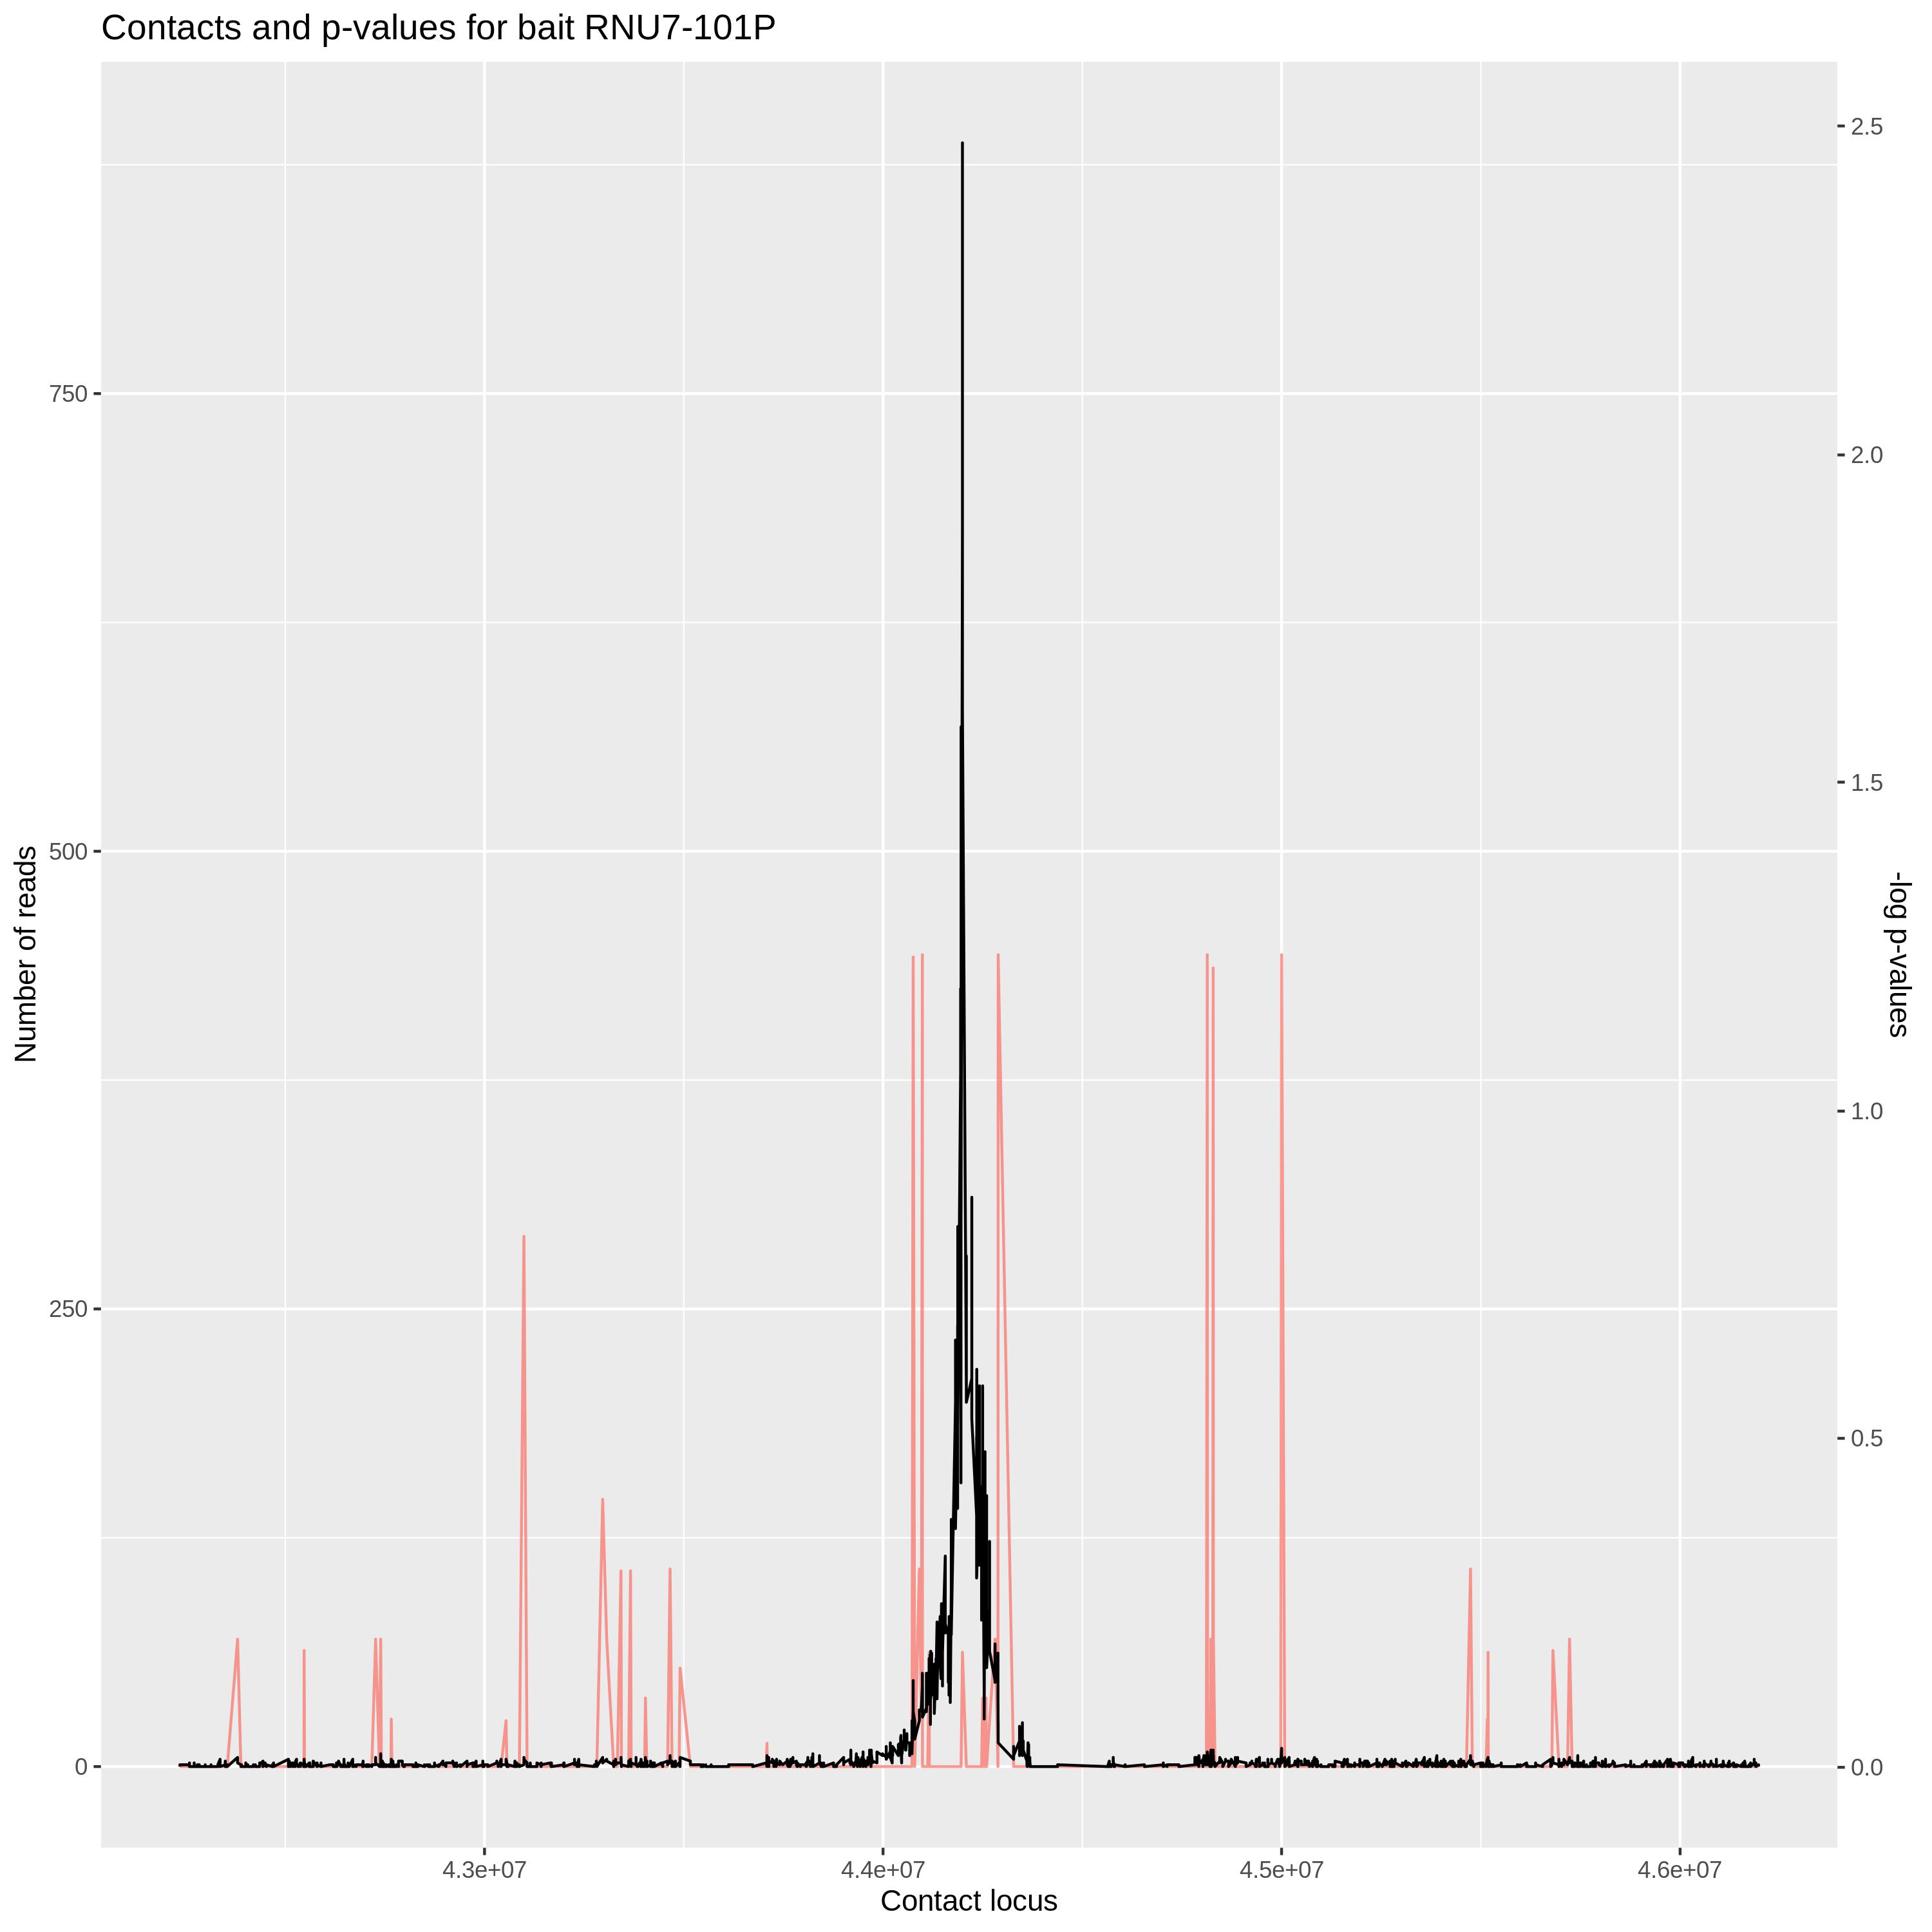 Contacts and p-values for bait RNU7-101P
2.5
750
2.0
1.5
500
Number of reads
-log p-values
1.0
250
0.5
0
0.0
4.3e+07
4.4e+07
4.5e+07
4.6e+07
Contact locus